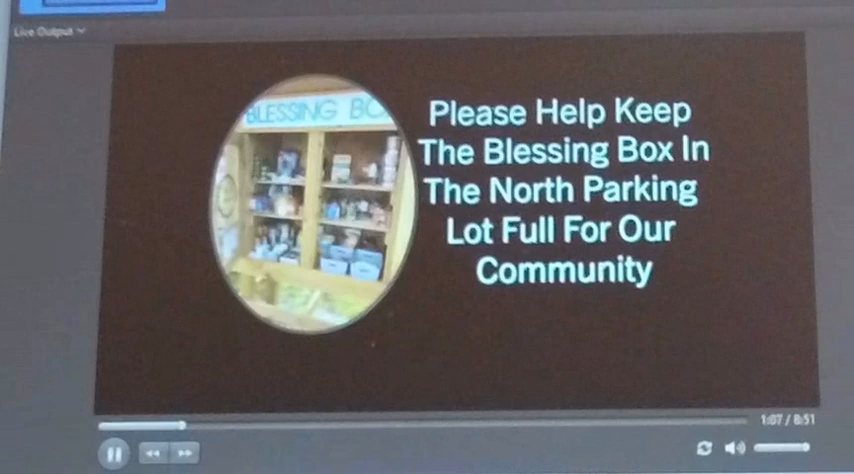 Live Output
BLESSING BO
Please Help Keep
The Blessing Box In
The North Parking
Lot Full For Our
Community
1:07 / 8:51